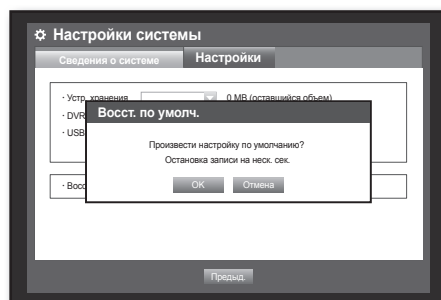 Настройки системы
Сведения о системе
Настройки
· Устр. хранения
0 MB (оставшийся объем)
· DVR
Восст. по умолч.
· USB
Произвести настройку по умолчанию?
Остановка записи на неск. сек.
· Восс
OK
Отмена
Предыд.